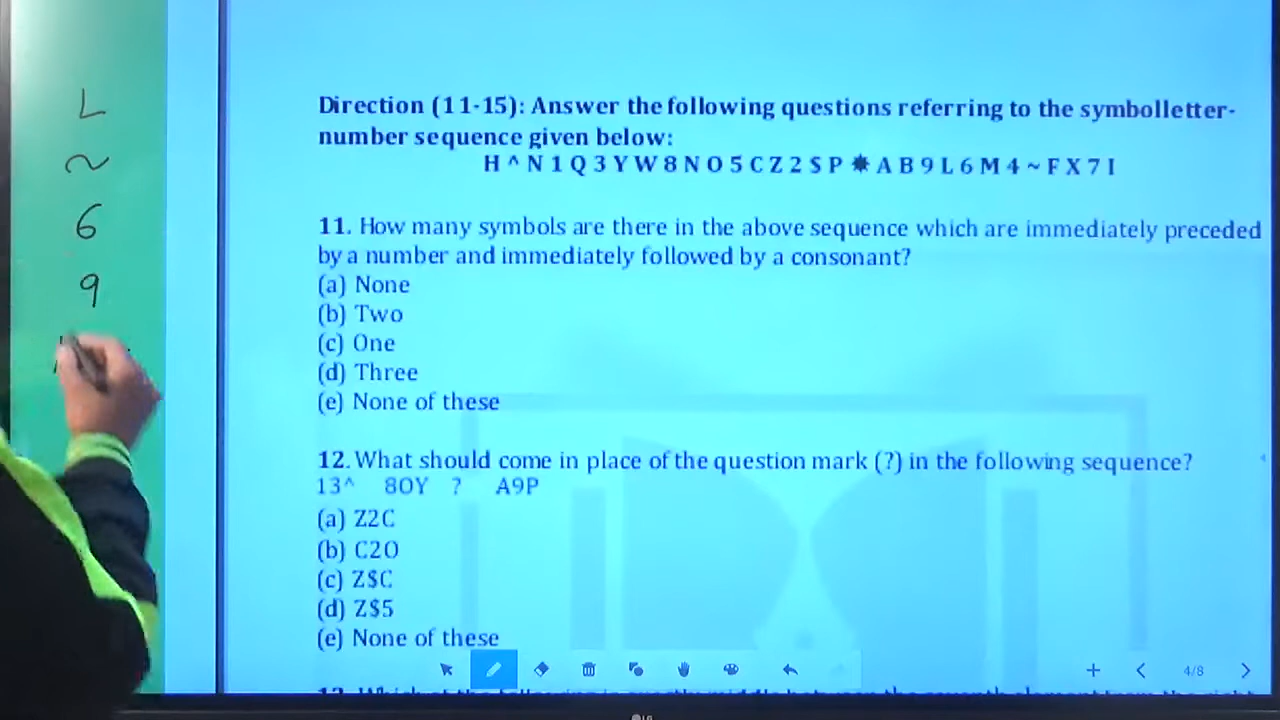 L
~
6
9
Direction (11-15): Answer the following questions referring to the symbolletter-
number sequence given below:
H ^ N 1 Q 3 Y W 8 N O 5 C Z 2 $ P * A B 9 L 6 M 4 ~ F X 7 I
11. How many symbols are there in the above sequence which are immediately preceded
by a number and immediately followed by a consonant?
(a) None
(b) Two
(c) One
(d) Three
(e) None of these
12. What should come in place of the question mark (?) in the following sequence?
13^ 8OY ? A9P
(a) Z2C
(b) C2O
(c) Z$C
(d) Z$5
(e) None of these
4/8